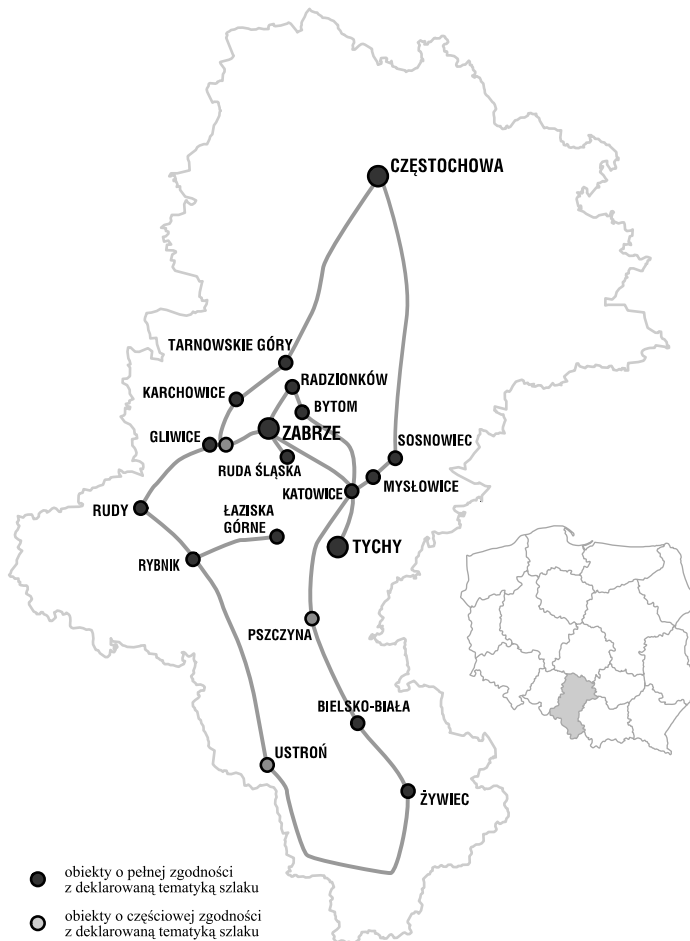 CZĘSTOCHOWA
TARNOWSKIE GÓRY
RADZIONKÓW
KARCHOWICE
BYTOM
ZABRZE
GLIWICE
SOSNOWIEC
RUDA ŚLĄSKA
KATOWICE
MYSŁOWICE
RUDY
ŁAZISKA
GÓRNE
TYCHY
RYBNIK
PSZCZYNA
BIELSKO-BIAŁA
USTROŃ
ŻYWIEC
obiekty o pełnej zgodności
z deklarowaną tematyką szlaku
obiekty o częściowej zgodności
z deklarowaną tematyką szlaku